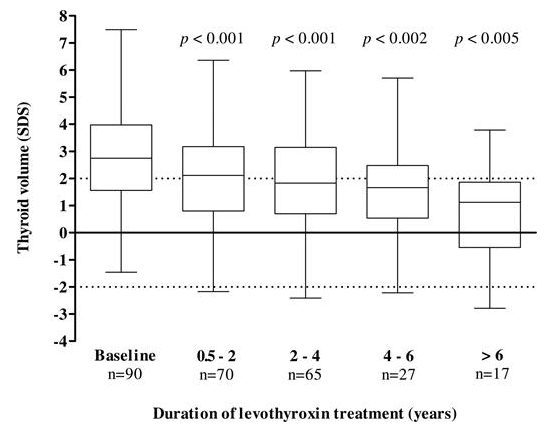 8
7
6
5
4
3
2
1
0
-1
-2
-3
-4
Thyroid volume (SDS)
p < 0.001 p < 0.001 p < 0.002 p < 0.005
Baseline 0.5 - 2 2 - 4 4 - 6 > 6
n=90 n=70 n=65 n=27 n=17
Duration of levothyroxin treatment (years)